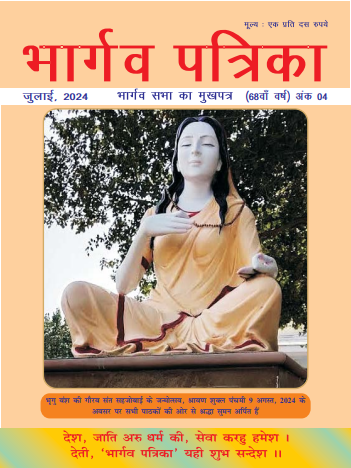 मूल्य : एक प्रति दस रुपये
भार्गव पत्रिका
जुलाई, 2024 भार्गव सभा का मुखपत्र (68वाँ वर्ष) अंक 04
भृगु वंश की गौरव संत सहजोबाई के जन्मोत्सव, श्रावण शुक्ल पंचमी 9 अगस्त, 2024 के
अवसर पर सभी पाठकों की ओर से श्रद्धा सुमन अर्पित हैं
देश, जाति अरु धर्म की, सेवा करहु हमेश ।
देती, 'भार्गव पत्रिका' यही शुभ सन्देश ।।